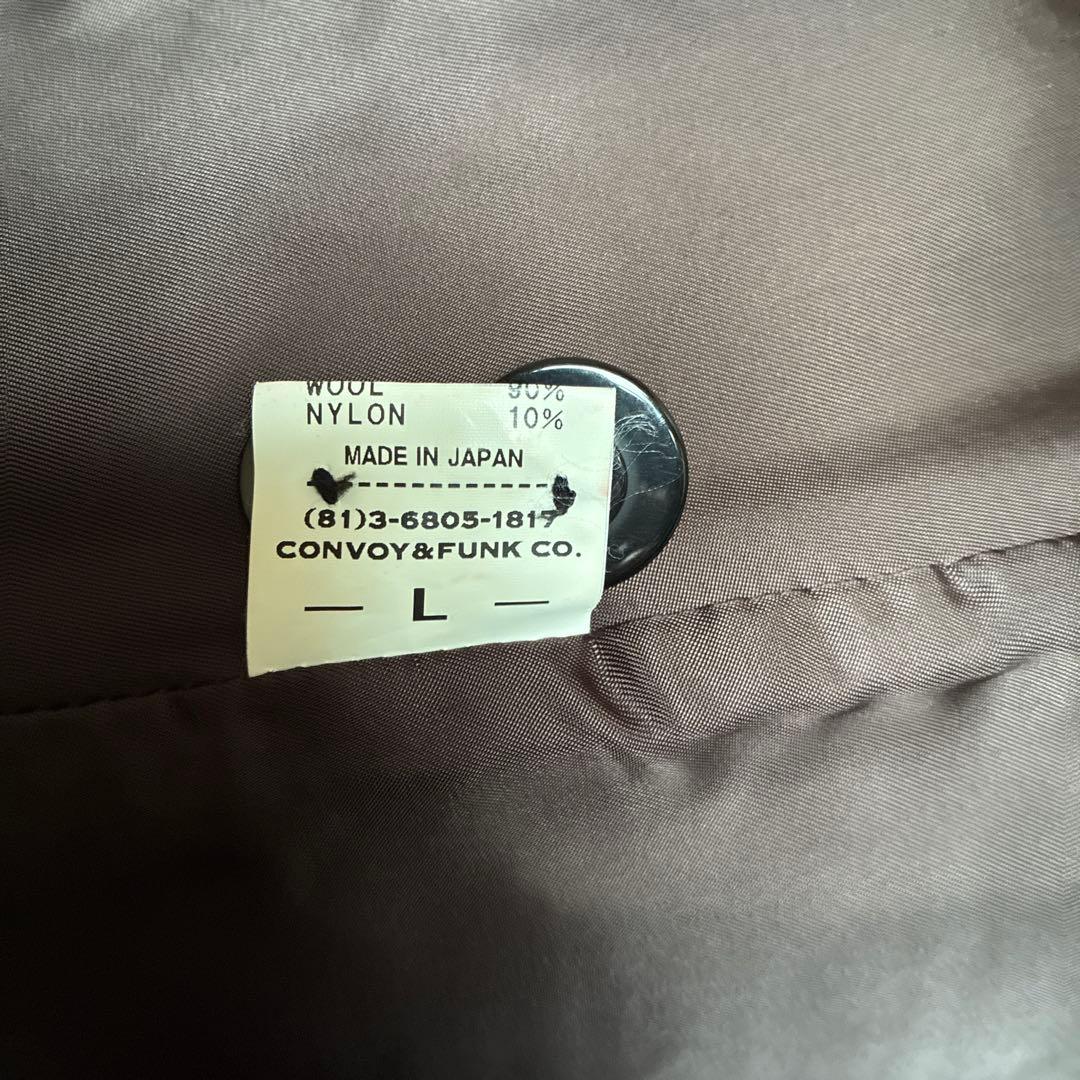 WOOL 90%
NYLON 10%
MADE IN JAPAN
(81)3-6805-1817
CONVOY&FUNK CO.
— L —